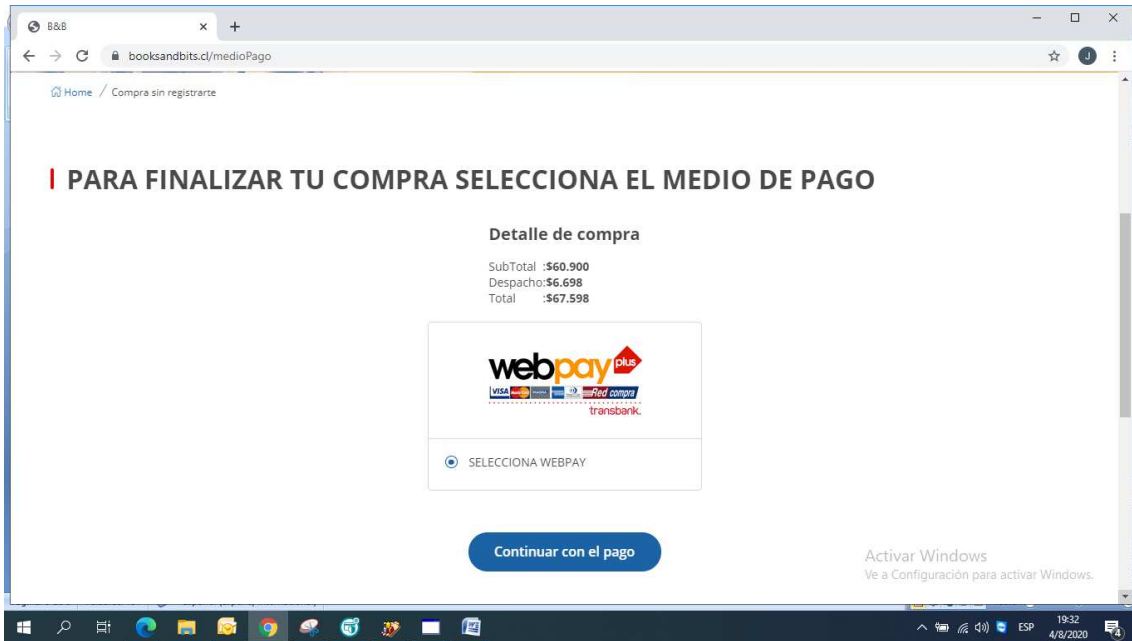 B&B
booksandbits.cl/medioPago
J
Home / Compra sin registrarte
PARA FINALIZAR TU COMPRA SELECCIONA EL MEDIO DE PAGO
Detalle de compra
SubTotal :$60.900
Despacho:$6.698
Total :$67.598
webpay plus
VISA Red compra
transbank.
SELECCIONA WEBPAY
Continuar con el pago
Activar Windows
Ve a Configuración para activar Windows.
ESP
19:32
4/8/2020
4